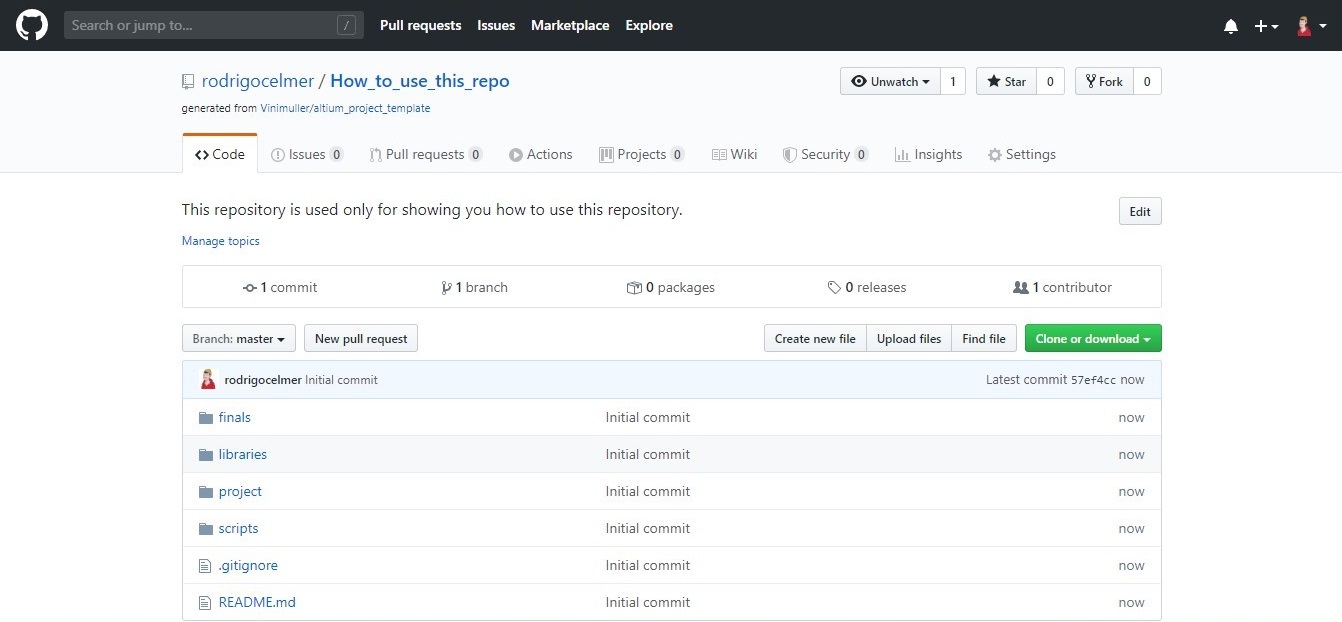 Search or jump to... / Pull requests Issues Marketplace Explore
rodrigocelmer / How_to_use_this_repo Unwatch 1 Star 0 Fork 0
generated from Vinimuller/altium_project_template
Code Issues 0 Pull requests 0 Actions Projects 0 Wiki Security 0 Insights Settings
This repository is used only for showing you how to use this repository. Edit
Manage topics
1 commit 1 branch 0 packages 0 releases 1 contributor
Branch: master New pull request Create new file Upload files Find file Clone or download
rodrigocelmer Initial commit Latest commit 57ef4cc now
finals Initial commit now
libraries Initial commit now
project Initial commit now
scripts Initial commit now
.gitignore Initial commit now
README.md Initial commit now